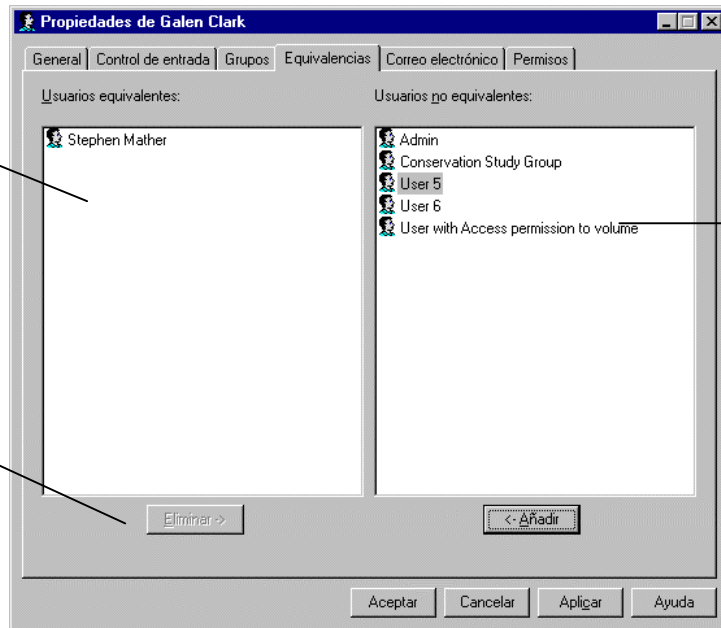 Propiedades de Galen Clark
General Control de entrada Grupos Equivalencias Correo electrónico Permisos
Usuarios equivalentes:
Usuarios no equivalentes:
Stephen Mather
Admin
Conservation Study Group
User 5
User 6
User with Access permission to volume
Eliminar ->
<- Añadir
Aceptar Cancelar Aplicar Ayuda